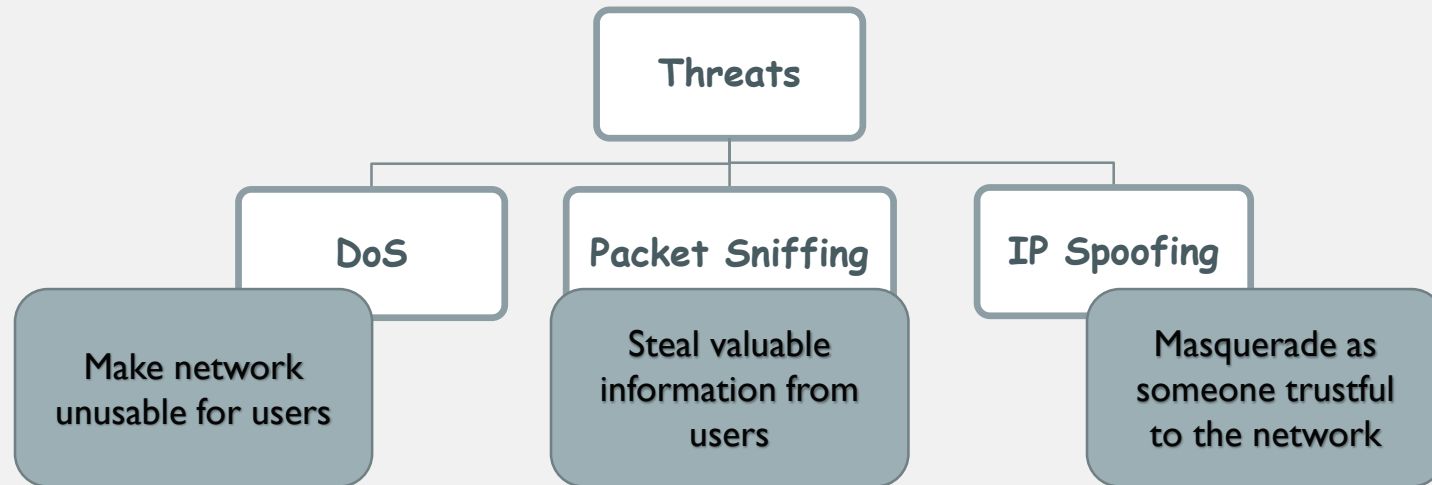 Threats
DoS
Packet Sniffing
IP Spoofing
Make network
unusable for users
Steal valuable
information from
users
Masquerade as
someone trustful
to the network